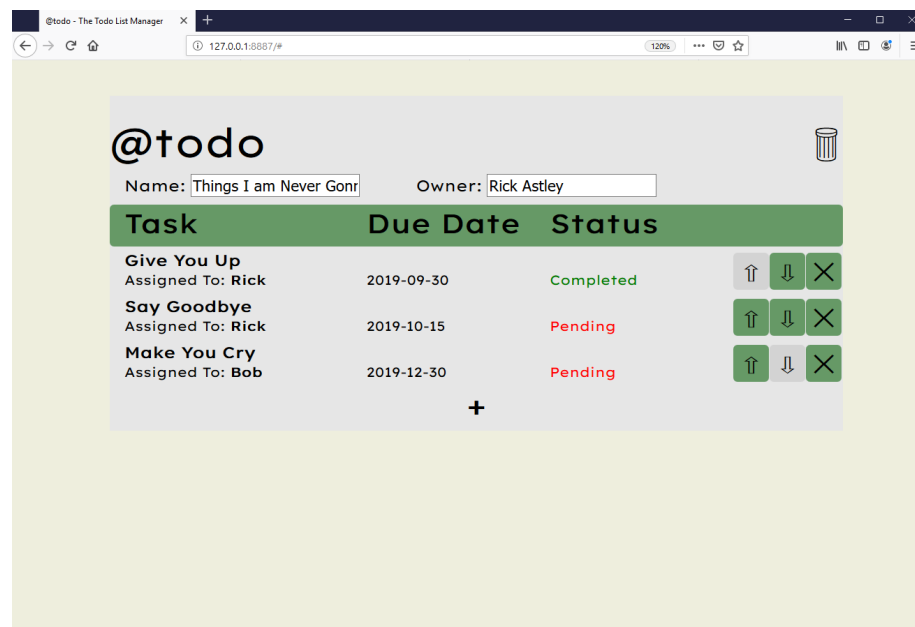 @todo - The Todo List Manager
127.0.0.1:8887/#
120%
@todo
Name: Things I am Never Gonr Owner: Rick Astley
Task Due Date Status
Give You Up
Assigned To: Rick 2019-09-30 Completed
Say Goodbye
Assigned To: Rick 2019-10-15 Pending
Make You Cry
Assigned To: Bob 2019-12-30 Pending
+